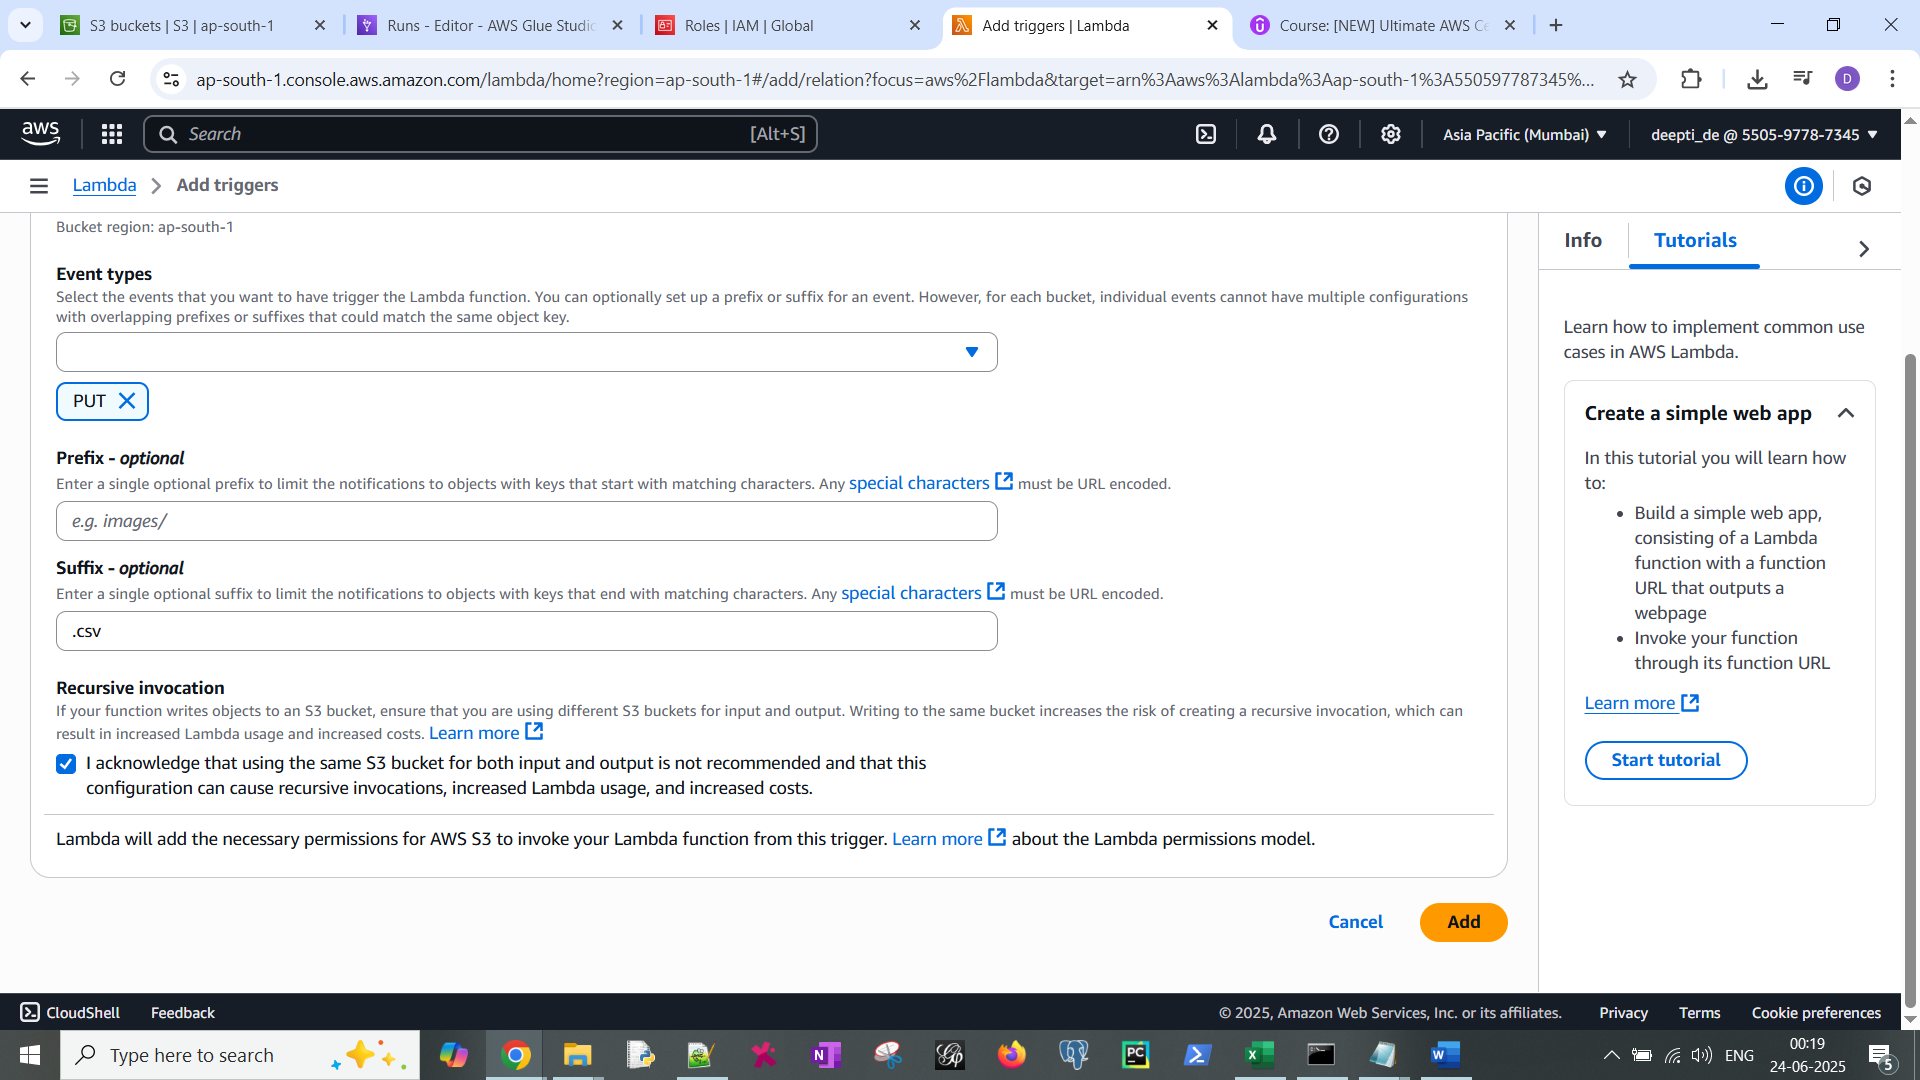 S3 buckets | S3 | ap-south-1
Runs - Editor - AWS Glue Studio
Roles | IAM | Global
Add triggers | Lambda
Course: [NEW] Ultimate AWS Ce
ap-south-1.console.aws.amazon.com/lambda/home?region=ap-south-1#/add/relation?focus=aws%2Flambda&target=arn%3Aaws%3Alambda%3Aap-south-1%3A550597787345%...
D
aws
Search
[Alt+S]
Asia Pacific (Mumbai)
deepti_de @ 5505-9778-7345
Lambda
Add triggers
Bucket region: ap-south-1
Event types
Select the events that you want to have trigger the Lambda function. You can optionally set up a prefix or suffix for an event. However, for each bucket, individual events cannot have multiple configurations
with overlapping prefixes or suffixes that could match the same object key.
PUT
Prefix - optional
Enter a single optional prefix to limit the notifications to objects with keys that start with matching characters. Any special characters must be URL encoded.
e.g. images/
Suffix - optional
Enter a single optional suffix to limit the notifications to objects with keys that end with matching characters. Any special characters must be URL encoded.
.csv
Recursive invocation
If your function writes objects to an S3 bucket, ensure that you are using different S3 buckets for input and output. Writing to the same bucket increases the risk of creating a recursive invocation, which can
result in increased Lambda usage and increased costs. Learn more
I acknowledge that using the same S3 bucket for both input and output is not recommended and that this
configuration can cause recursive invocations, increased Lambda usage, and increased costs.
Lambda will add the necessary permissions for AWS S3 to invoke your Lambda function from this trigger. Learn more about the Lambda permissions model.
Cancel
Add
Info
Tutorials
Learn how to implement common use
cases in AWS Lambda.
Create a simple web app
In this tutorial you will learn how
to:
• Build a simple web app,
consisting of a Lambda
function with a function
URL that outputs a
webpage
• Invoke your function
through its function URL
Learn more
Start tutorial
CloudShell
Feedback
© 2025, Amazon Web Services, Inc. or its affiliates.
Privacy
Terms
Cookie preferences
Type here to search
ENG
00:19
24-06-2025
5